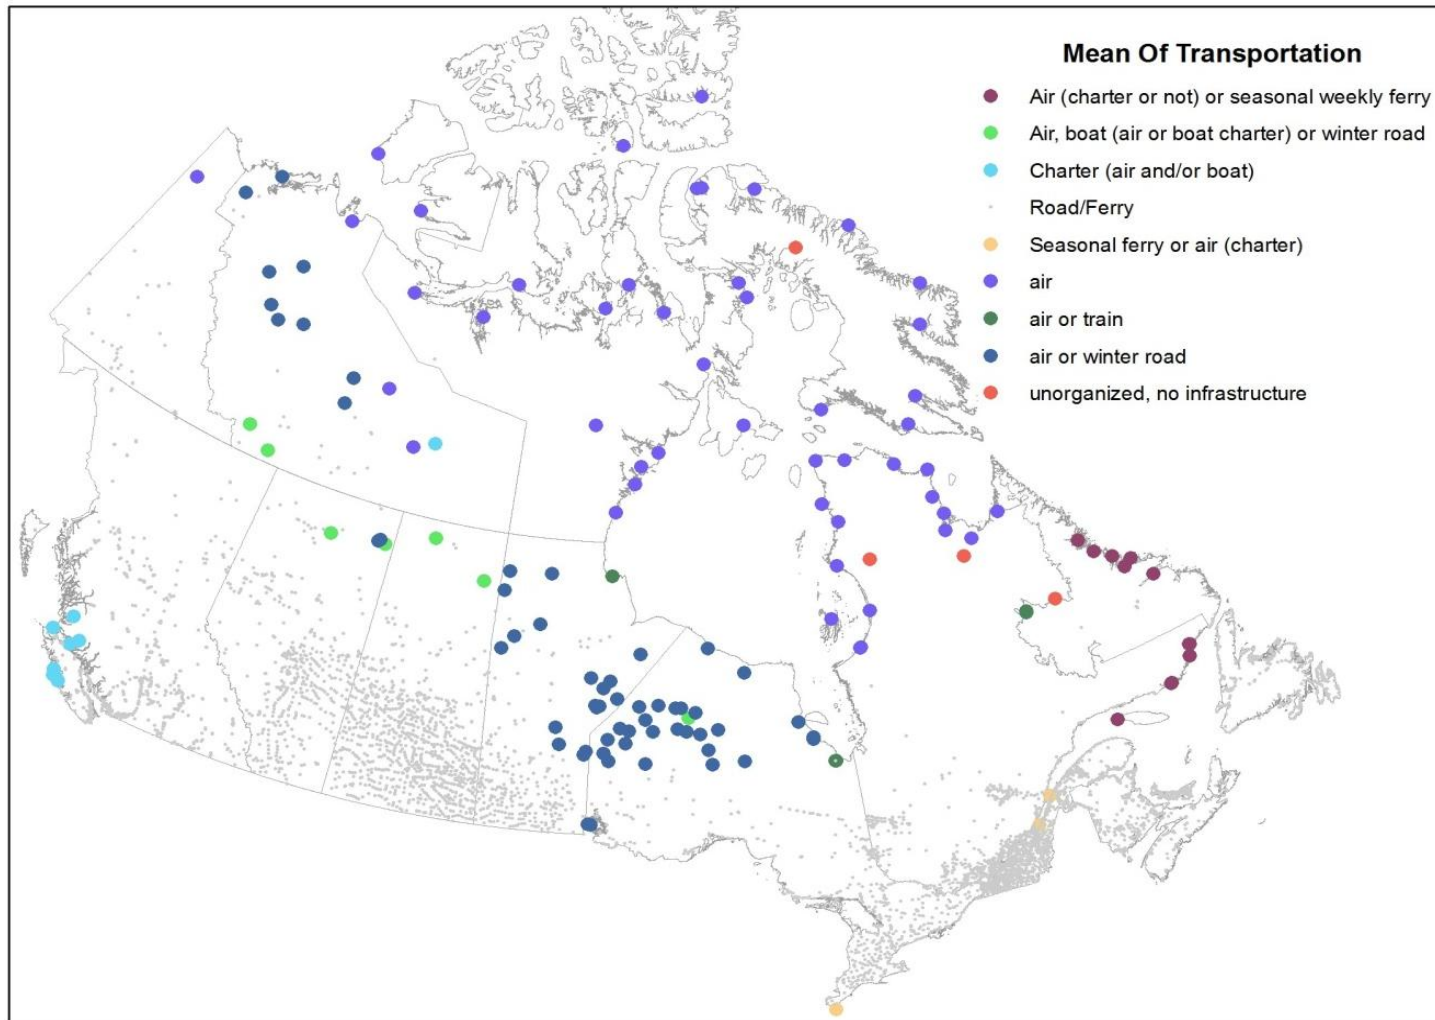 Mean Of Transportation
Air (charter or not) or seasonal weekly ferry
Air, boat (air or boat charter) or winter road
Charter (air and/or boat)
Road/Ferry
Seasonal ferry or air (charter)
air
air or train
air or winter road
unorganized, no infrastructure